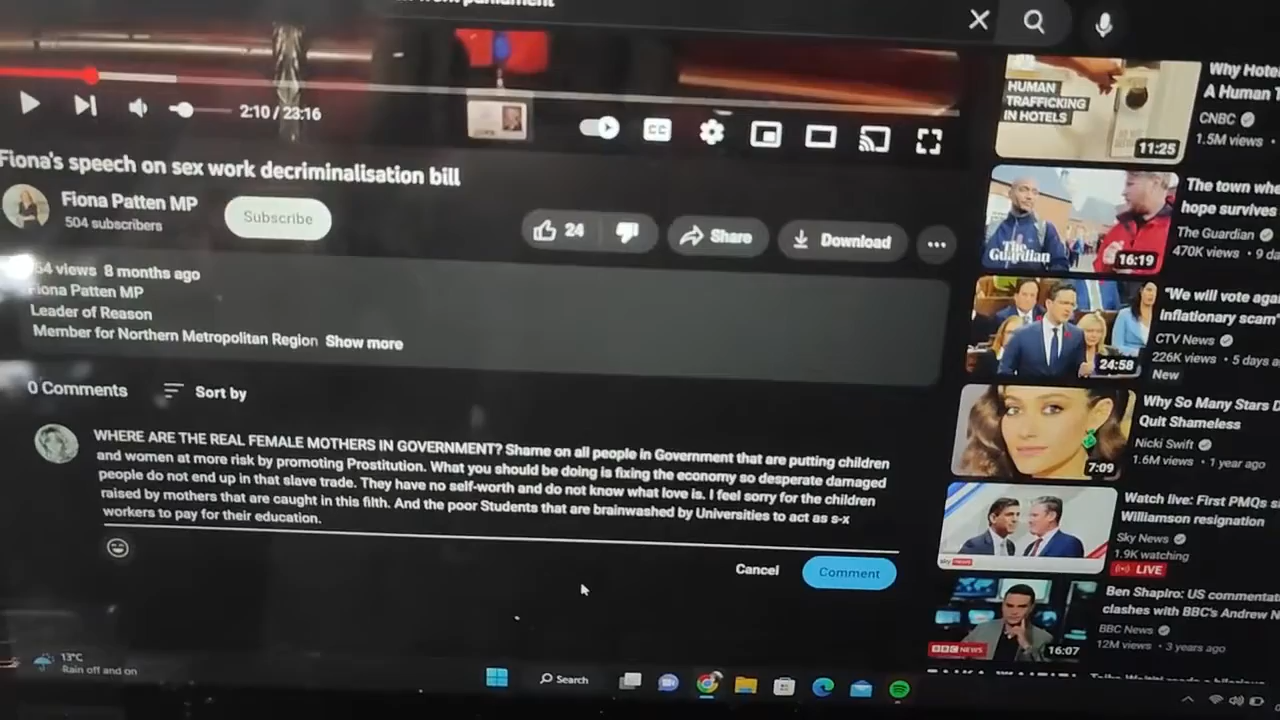 2:10 / 23:16
Fiona's speech on sex work decriminalisation bill
Fiona Patten MP
504 subscribers
Subscribe
24
Share
Download
views 8 months ago
Fiona Patten MP
Leader of Reason
Member for Northern Metropolitan Region Show more
0 Comments
Sort by
WHERE ARE THE REAL FEMALE MOTHERS IN GOVERNMENT? Shame on all people in Government that are putting children
and women at more risk by promoting Prostitution. What you should be doing is fixing the economy so desperate damaged
people do not end up in that slave trade. They have no self-worth and do not know what love is. I feel sorry for the children
raised by mothers that are caught in this filth. And the poor Students that are brainwashed by Universities to act as s-x
workers to pay for their education.
Cancel
Comment
HUMAN
TRAFFICKING
IN HOTELS
11:25
Why Hote
A Human T
CNBC
1.5M views
The Guardian
16:19
The town whe
hope survives
The Guardian
470K views • 9 da
24:58
"We will vote aga
Inflationary scam"
CTV News
226K views • 5 days a
New
7:09
Why So Many Stars D
Quit Shameless
Nicki Swift
1.6M views • 1 year ago
sky news
Watch live: First PMQs s
Williamson resignation
Sky News
1.9K watching
LIVE
BBC NEWS
16:07
Ben Shapiro: US commentat
clashes with BBC's Andrew N
BBC News
12M views • 3 years ago
13°C
Rain off and on
Search